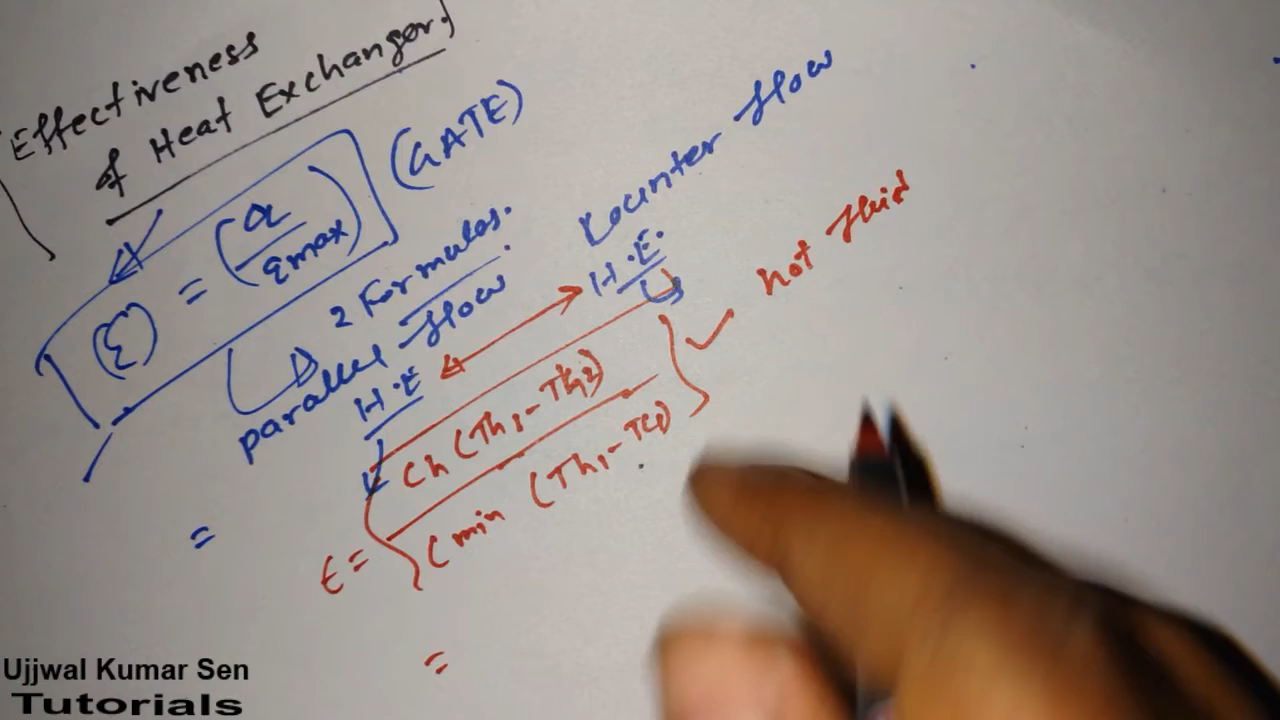 Effectiveness
of Heat Exchanger.
(ε) = (Q / εmax) (GATE)
2 Formulas.
parallel flow
H.E
Counter flow
H.E.
ε = Ch (Th1 - Th2) / Cmin (Th1 - Tc1)
hot fluid
=
=
Ujjwal Kumar Sen
Tutorials